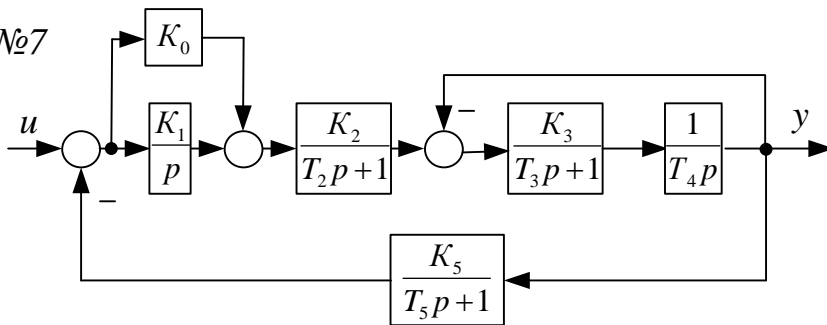 №7
K₀
u
K₁
p
K₂
T₂p+1
−
K₃
T₃p+1
1
T₄p
y
−
K₅
T₅p+1